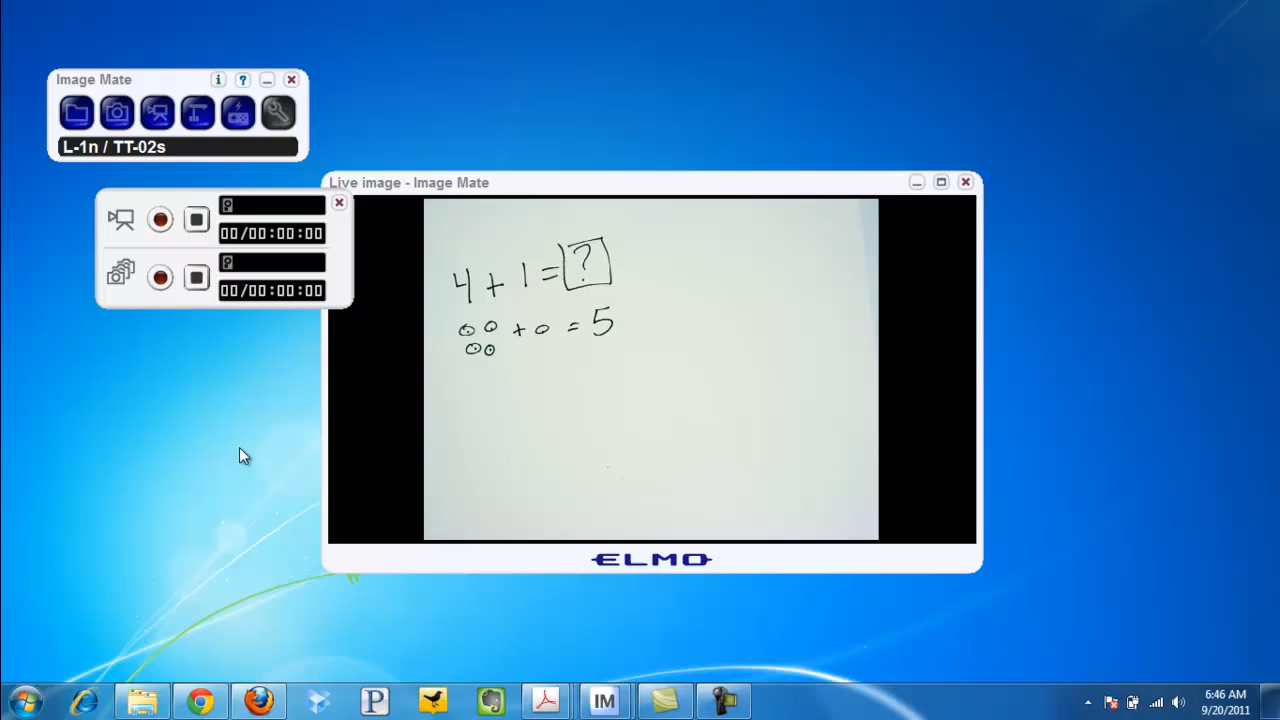 Image Mate
L-1n / TT-02s
00/00:00:00
00/00:00:00
Live image - Image Mate
4 + 1 = ?
+ = 5
ELMO
IM
6:46 AM
9/20/2011